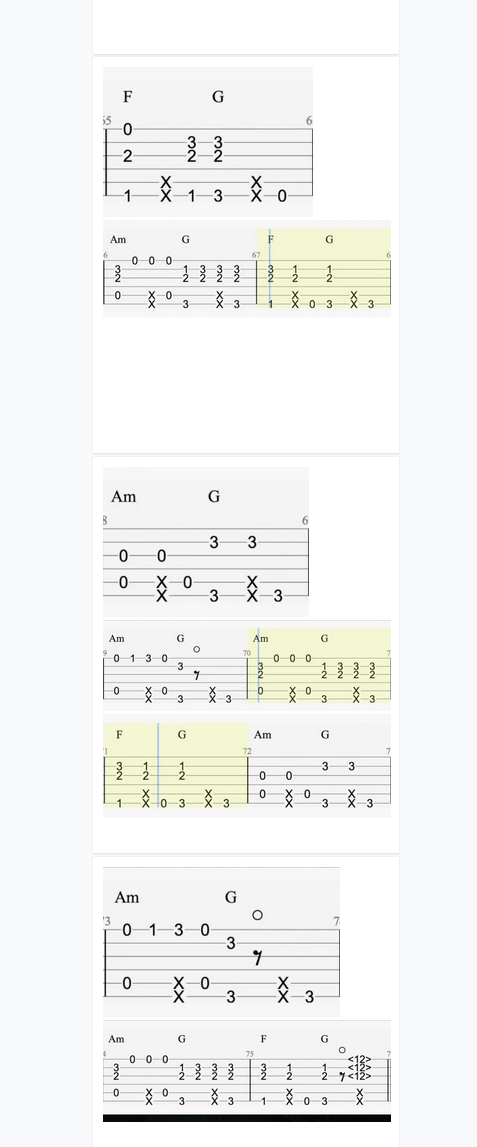 F G
5 6
0
3 3
2 2 2
X X
1 X 1 3 X 0
Am G F G
6 67 6
0 0 0
3 1 3 3 3 3 1 1
2 2 2 2 2 2 2 2
0 X 0 X X X
X 3 X 3 1 X 0 3 X 3
Am G
8 6
3 3
0 0
0 X 0 X
X 3 X 3
Am G Am G
9 70 7
0 1 3 0 0 0 0
3 3 1 3 3 3
2 2 2 2 2
0 X 0 X 0 X 0 X
X 3 X 3 X 3 X 3
F G Am G
1 72 7
3 1 1 3 3
2 2 2 0 0
X X 0 X 0 X
1 X 0 3 X 3 X 3 X 3
Am G
3 7
0 1 3 0
3
0 X 0 X
X 3 X 3
Am G F G
4 75 7
0 0 0 <12>
3 1 3 3 3 3 1 1 <12>
2 2 2 2 2 2 2 2 <12>
0 X 0 X X X
X 3 X 3 1 X 0 3 X